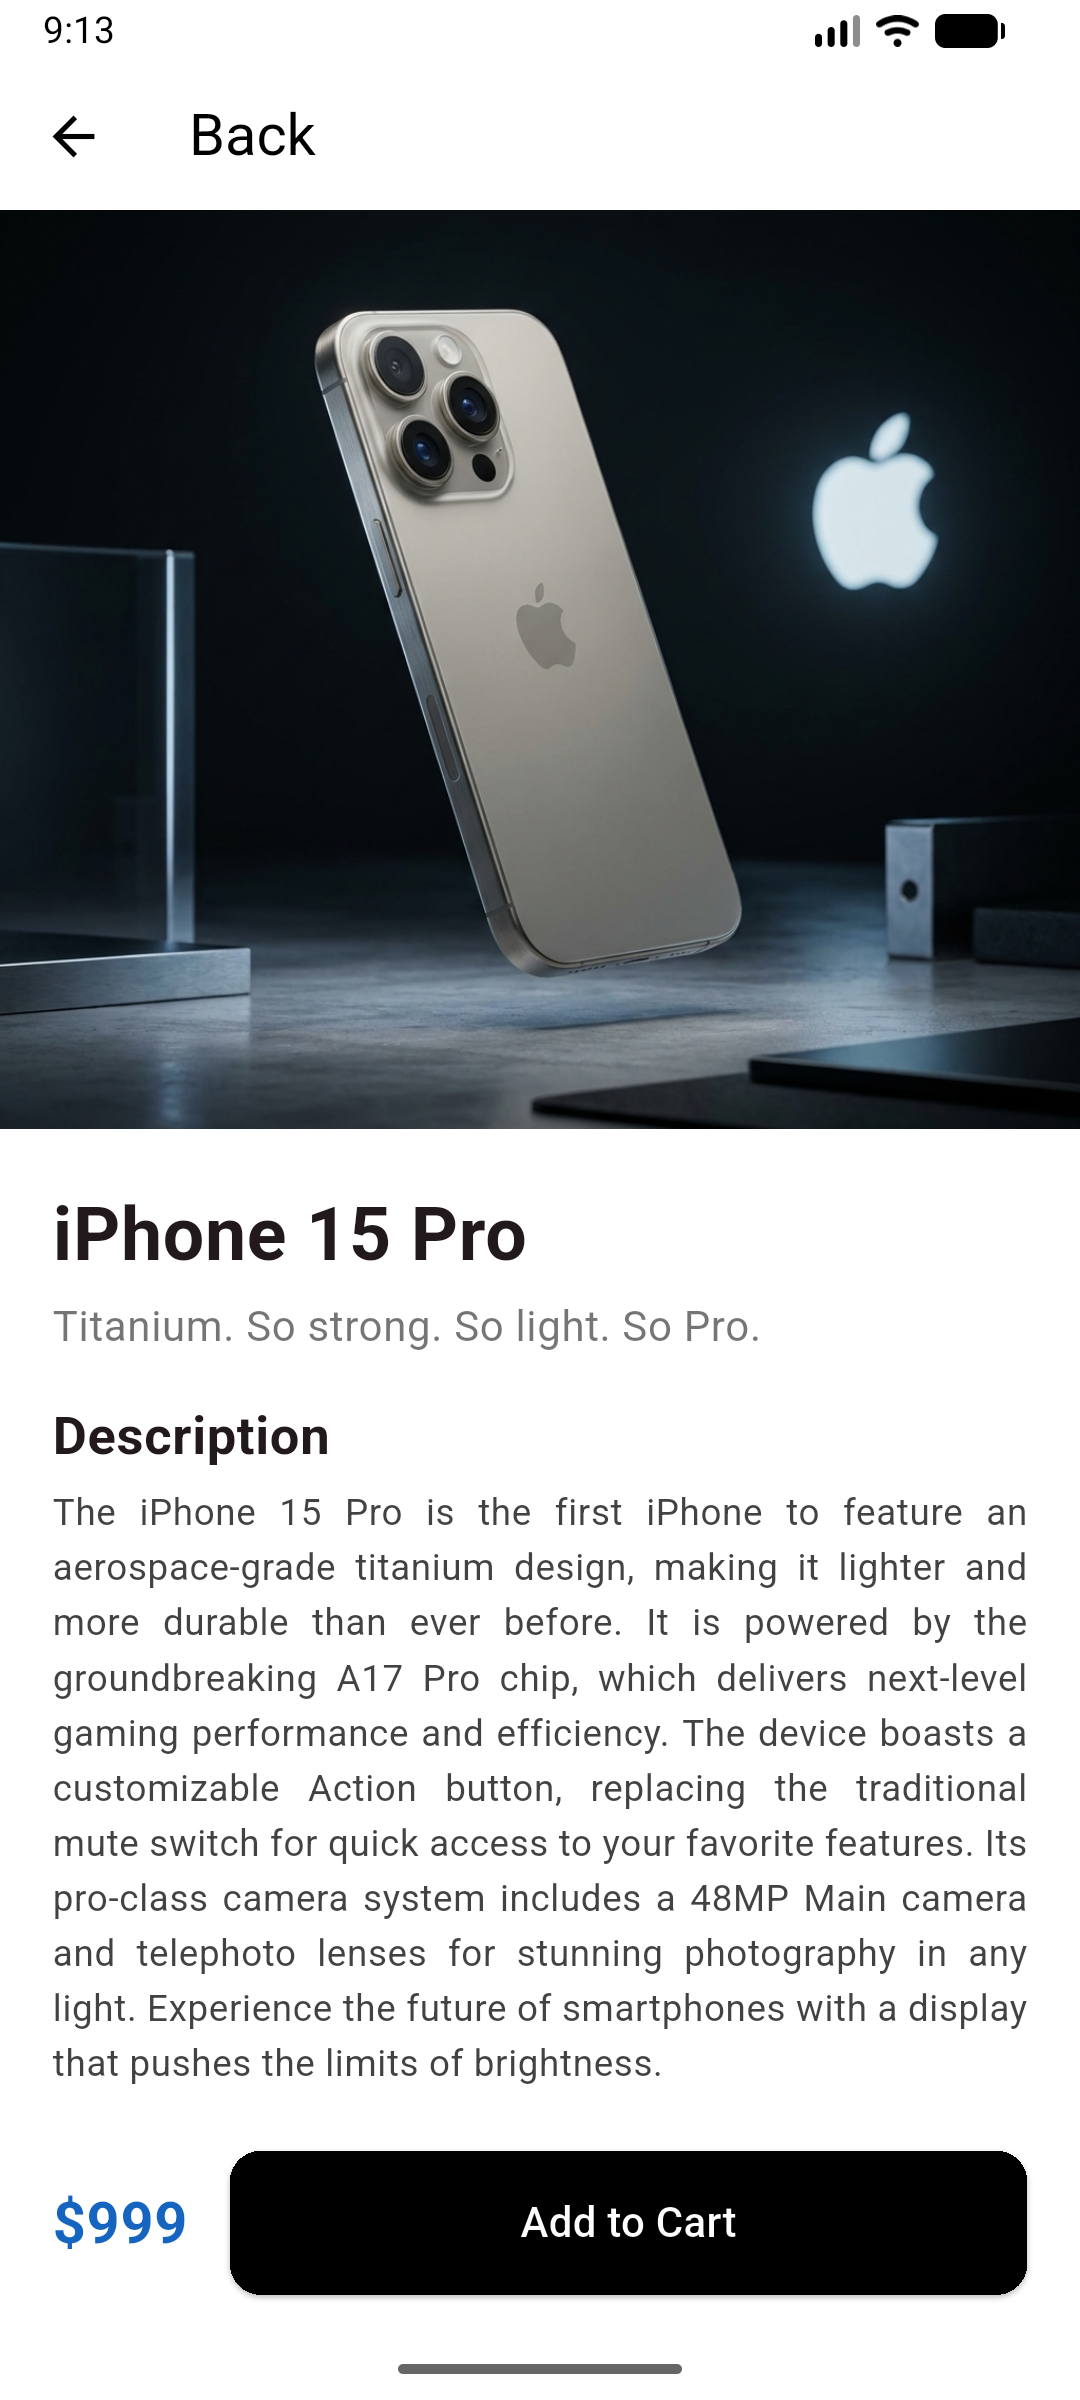 9:13
Back
iPhone 15 Pro
Titanium. So strong. So light. So Pro.
Description
The iPhone 15 Pro is the first iPhone to feature an
aerospace-grade titanium design, making it lighter and
more durable than ever before. It is powered by the
groundbreaking A17 Pro chip, which delivers next-level
gaming performance and efficiency. The device boasts a
customizable Action button, replacing the traditional
mute switch for quick access to your favorite features. Its
pro-class camera system includes a 48MP Main camera
and telephoto lenses for stunning photography in any
light. Experience the future of smartphones with a display
that pushes the limits of brightness.
$999
Add to Cart